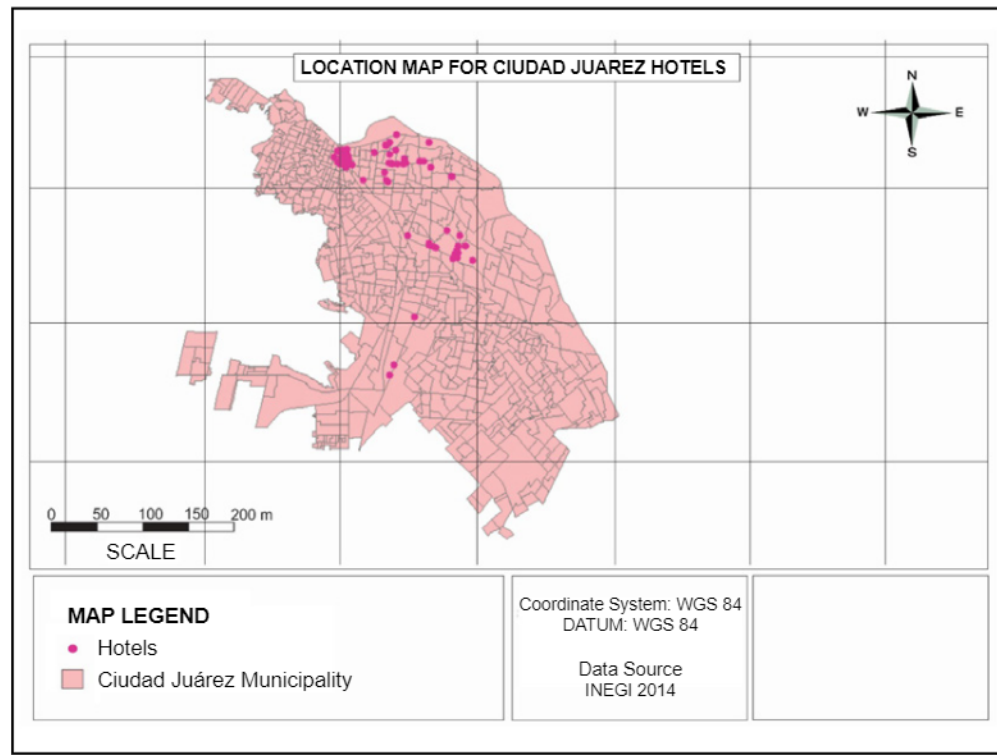 LOCATION MAP FOR CIUDAD JUAREZ HOTELS
N
W E
S
0 50 100 150 200 m
SCALE
MAP LEGEND
Hotels
Ciudad Juárez Municipality
Coordinate System: WGS 84
DATUM: WGS 84
Data Source
INEGI 2014